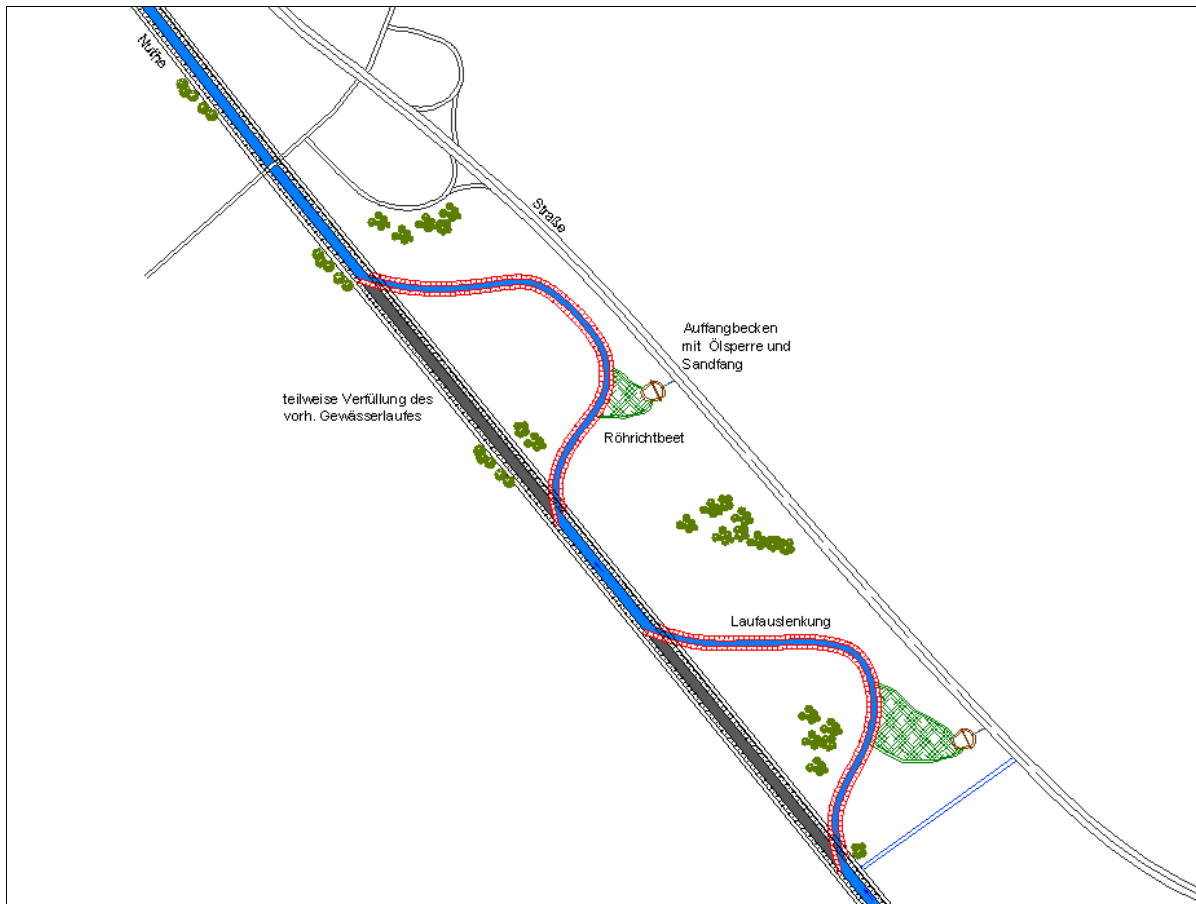 Nuthe
Straße
Auffangbecken
mit Ölsperre und
Sandfang
teilweise Verfüllung des
vorh. Gewässerlaufes
Röhrichtbeet
Laufauslenkung